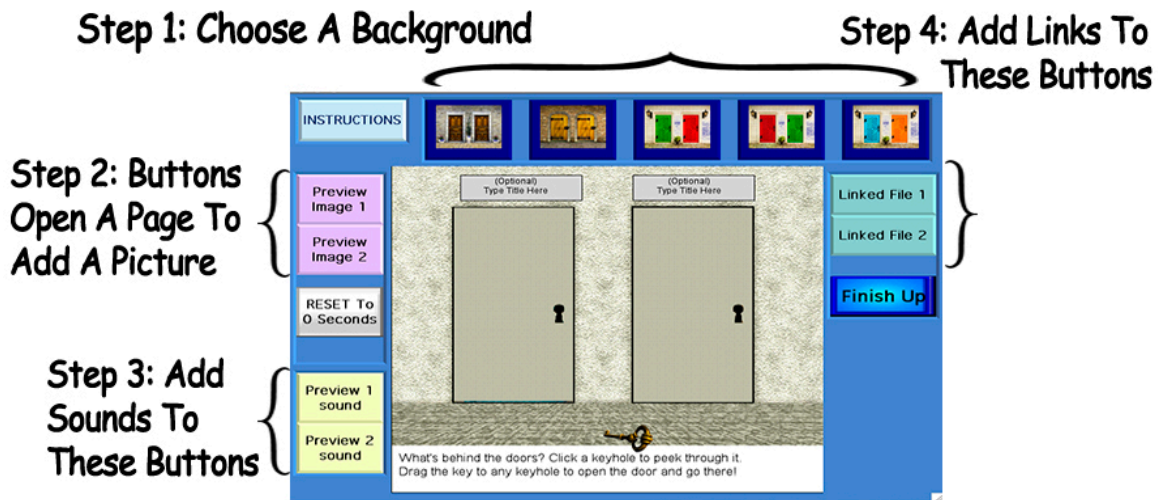 Step 1: Choose A Background
Step 4: Add Links To
These Buttons
INSTRUCTIONS
Step 2: Buttons
Open A Page To
Add A Picture
Preview
Image 1
Preview
Image 2
RESET To
0 Seconds
Step 3: Add
Sounds To
These Buttons
Preview 1
sound
Preview 2
sound
(Optional)
Type Title Here
(Optional)
Type Title Here
What's behind the doors? Click a keyhole to peek through it.
Drag the key to any keyhole to open the door and go there!
Linked File 1
Linked File 2
Finish Up